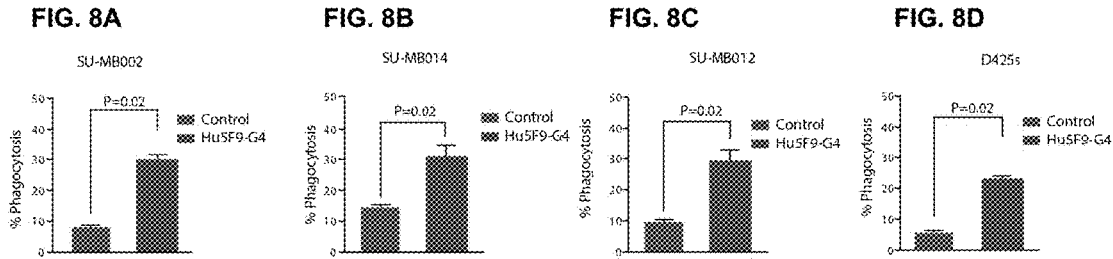 FIG. 8A
SU-MB002
% Phagocytosis
50
40
30
20
10
0
P=0.02
Control
Hu5F9-G4
FIG. 8B
SU-MB014
% Phagocytosis
50
40
30
20
10
0
P=0.02
Control
Hu5F9-G4
FIG. 8C
SU-MB012
% Phagocytosis
50
40
30
20
10
0
P=0.02
Control
Hu5F9-G4
FIG. 8D
D425s
% Phagocytosis
50
40
30
20
10
0
P=0.02
Control
Hu5F9-G4